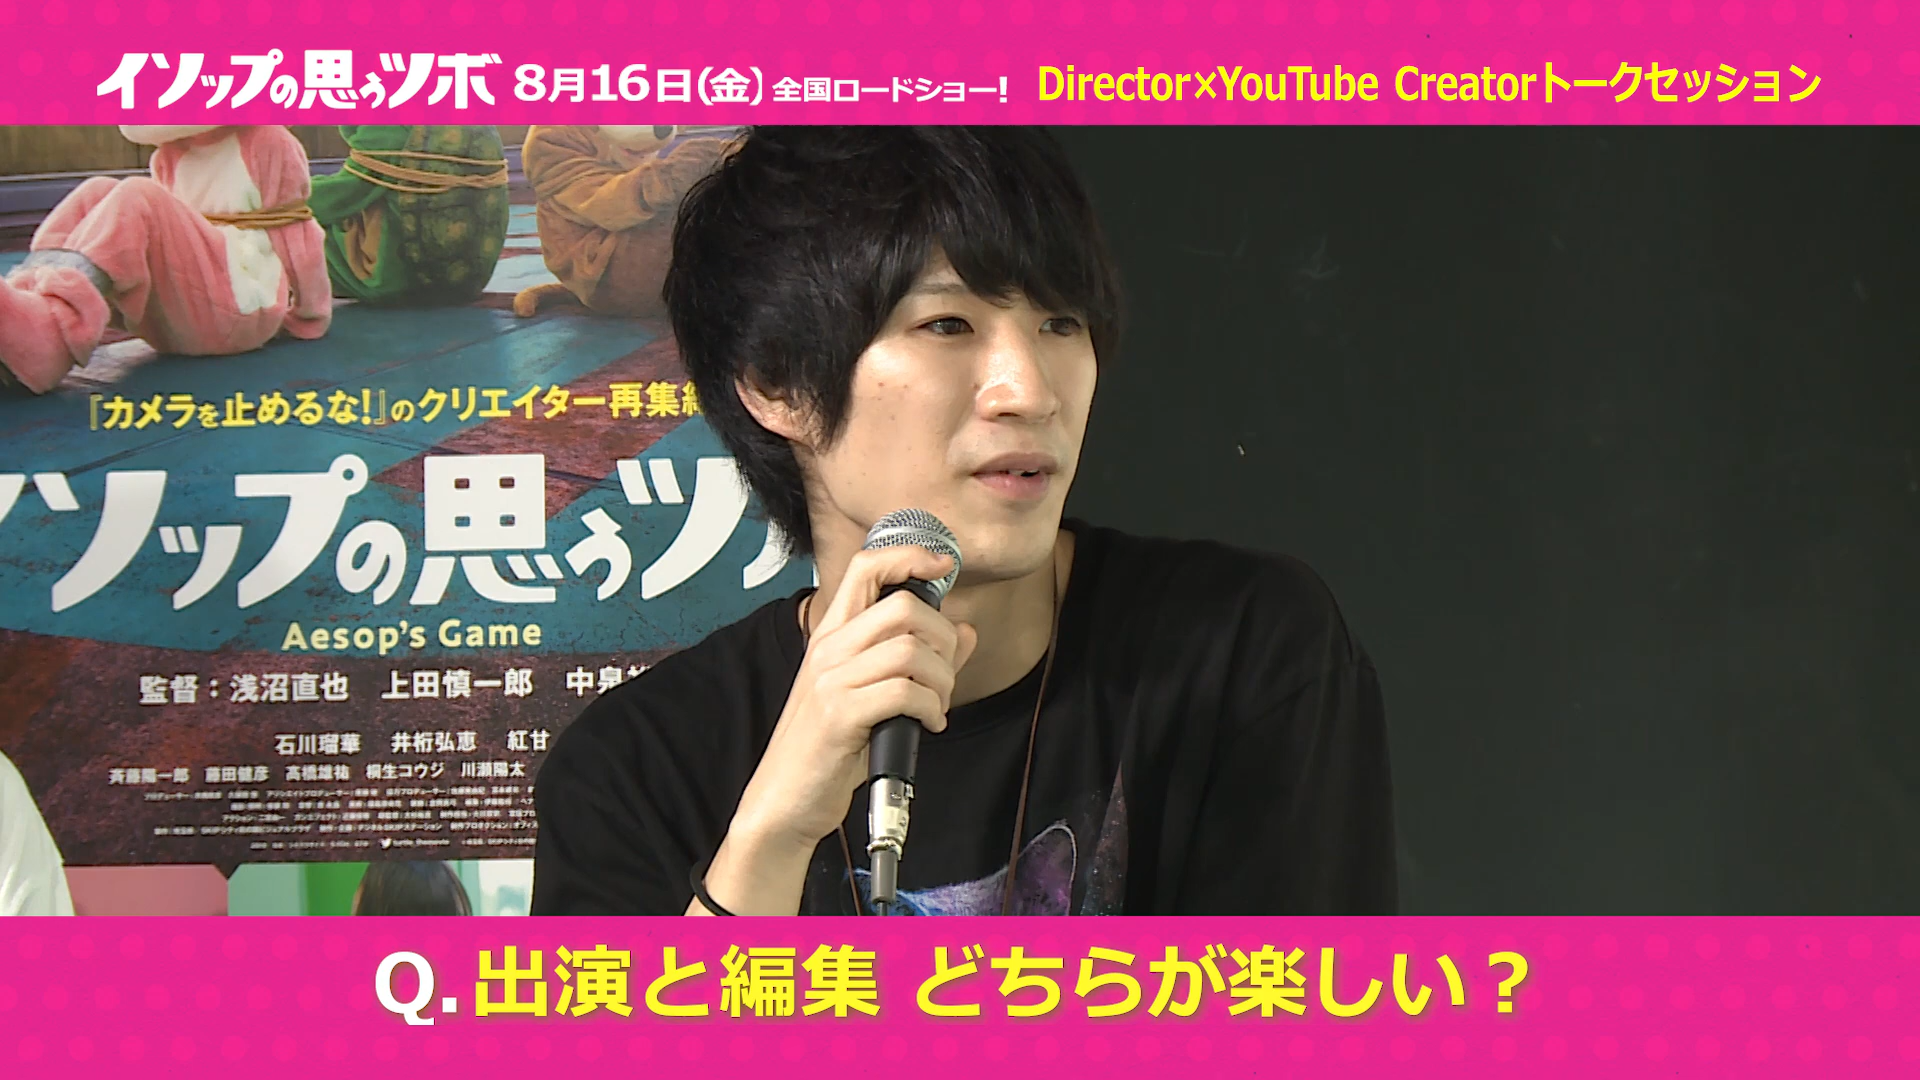 イソップの思うツボ 8月16日(金)全国ロードショー! Director×YouTube Creatorトークセッション
『カメラを止めるな!』のクリエイター再集
イソップの思うツ
Aesop's Game
監督：浅沼直也 上田慎一郎 中泉
石川瑠華 井桁弘恵 紅甘
斉藤陽一郎 藤田健彦 高橋雄祐 桐生コウジ 川瀬陽太
turtle_themovie
Q.出演と編集 どちらが楽しい？